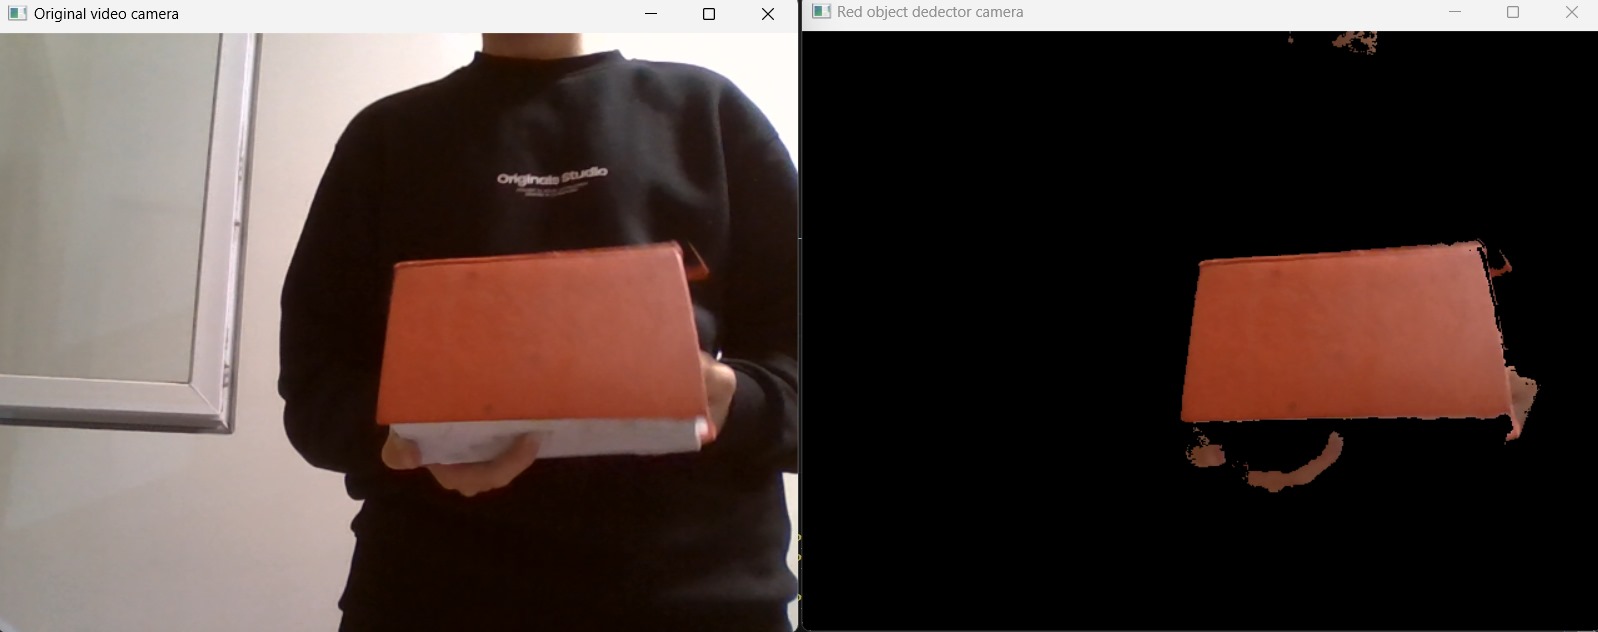 Original video camera
Red object dedector camera
Originals Studio